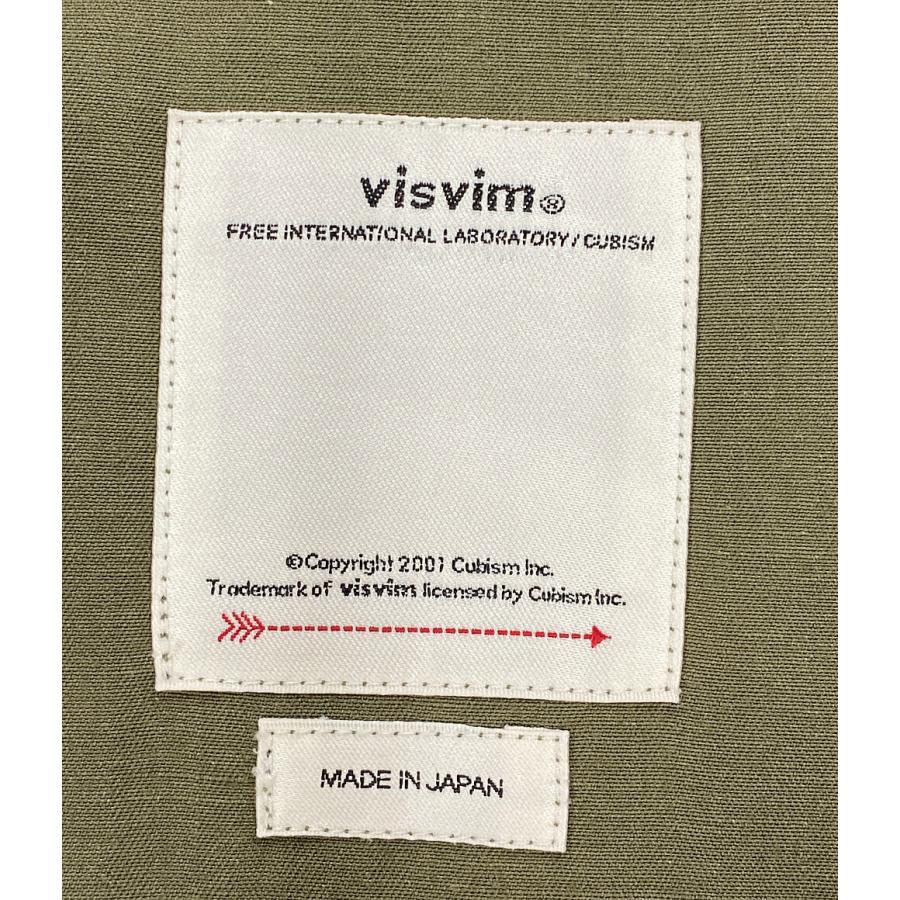 visvim®
FREE INTERNATIONAL LABORATORY / CUBISM
©Copyright 2001 Cubism Inc.
Trademark of visvim licensed by Cubism Inc.
MADE IN JAPAN